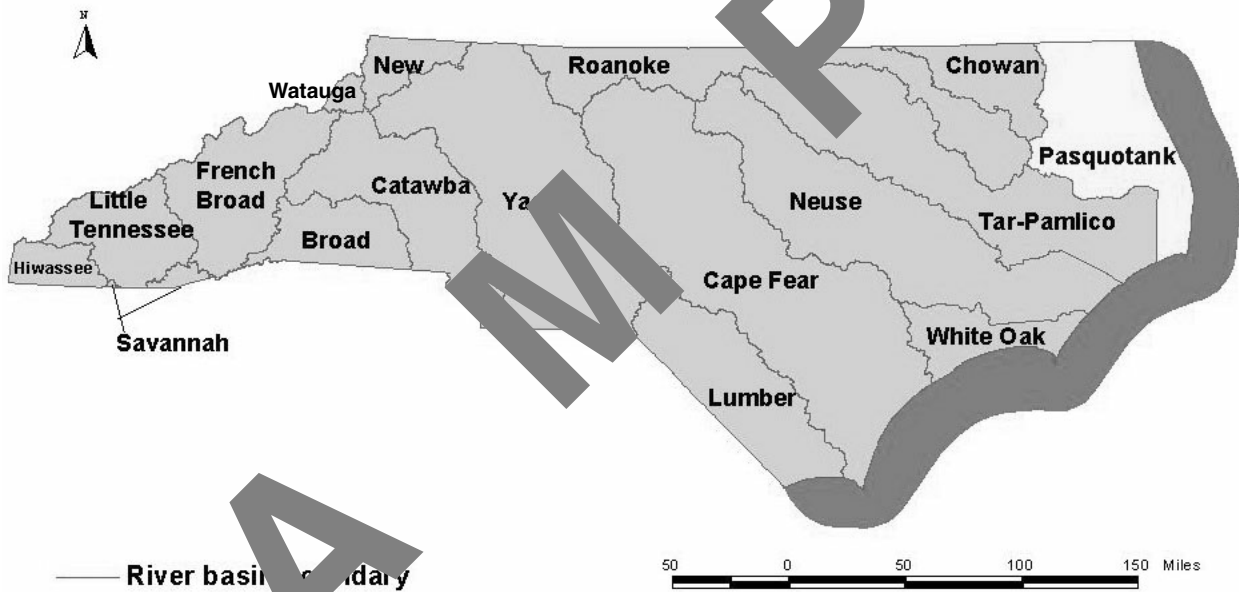 N
New
Roanoke
Chowan
Watauga
Pasquotank
French
Broad
Catawba
Little
Tennessee
Neuse
Tar-Pamlico
Broad
Hiwassee
Cape Fear
Savannah
White Oak
Lumber
River basin
50 0 50 100 150 Miles
A M P